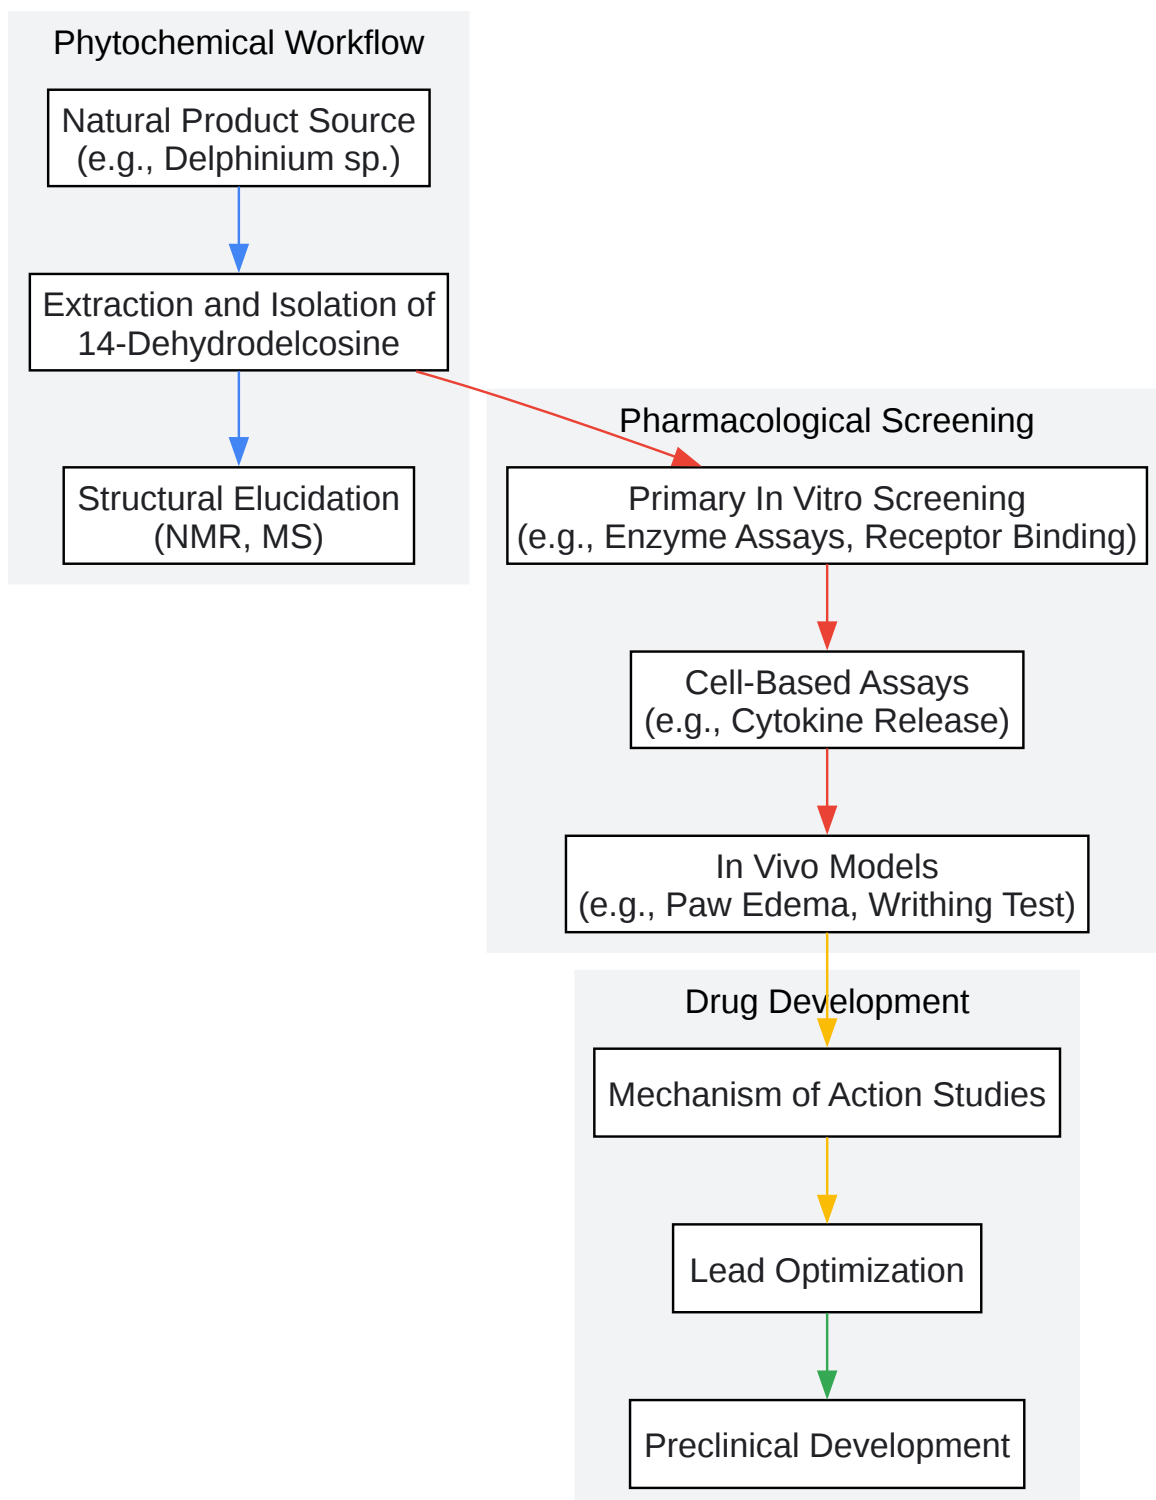 Phytochemical Workflow
Natural Product Source
(e.g., Delphinium sp.)
Extraction and Isolation of
14-Dehydrodelcosine
Structural Elucidation
(NMR, MS)
Pharmacological Screening
Primary In Vitro Screening
(e.g., Enzyme Assays, Receptor Binding)
Cell-Based Assays
(e.g., Cytokine Release)
In Vivo Models
(e.g., Paw Edema, Writhing Test)
Drug Development
Mechanism of Action Studies
Lead Optimization
Preclinical Development